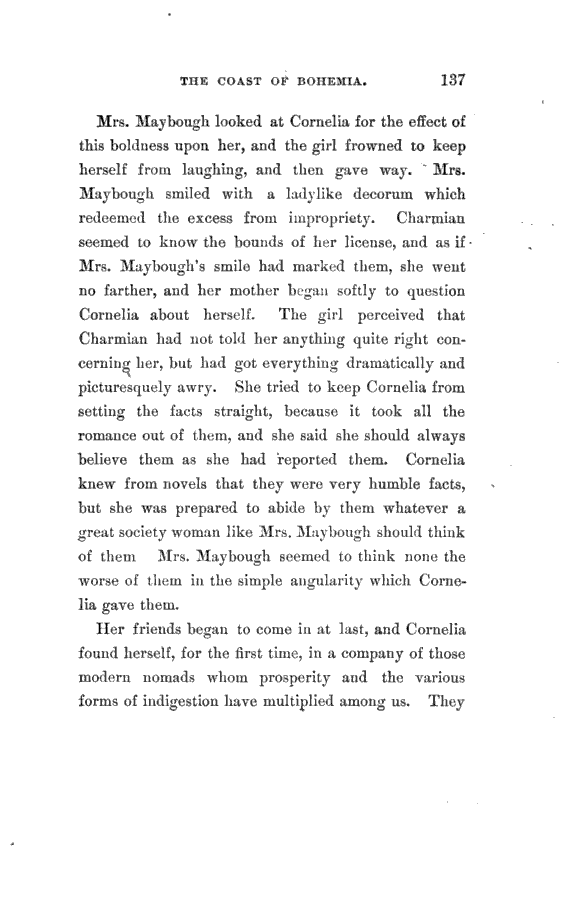 THE COAST OF BOHEMIA. 137
Mrs. Maybough looked at Cornelia for the effect of
this boldness upon her, and the girl frowned to keep
herself from laughing, and then gave way. Mrs.
Maybough smiled with a ladylike decorum which
redeemed the excess from impropriety. Charmian
seemed to know the bounds of her license, and as if
Mrs. Maybough's smile had marked them, she went
no farther, and her mother began softly to question
Cornelia about herself. The girl perceived that
Charmian had not told her anything quite right con-
cerning her, but had got everything dramatically and
picturesquely awry. She tried to keep Cornelia from
setting the facts straight, because it took all the
romance out of them, and she said she should always
believe them as she had reported them. Cornelia
knew from novels that they were very humble facts,
but she was prepared to abide by them whatever a
great society woman like Mrs. Maybough should think
of them Mrs. Maybough seemed to think none the
worse of them in the simple angularity which Corne-
lia gave them.
Her friends began to come in at last, and Cornelia
found herself, for the first time, in a company of those
modern nomads whom prosperity and the various
forms of indigestion have multiplied among us. They